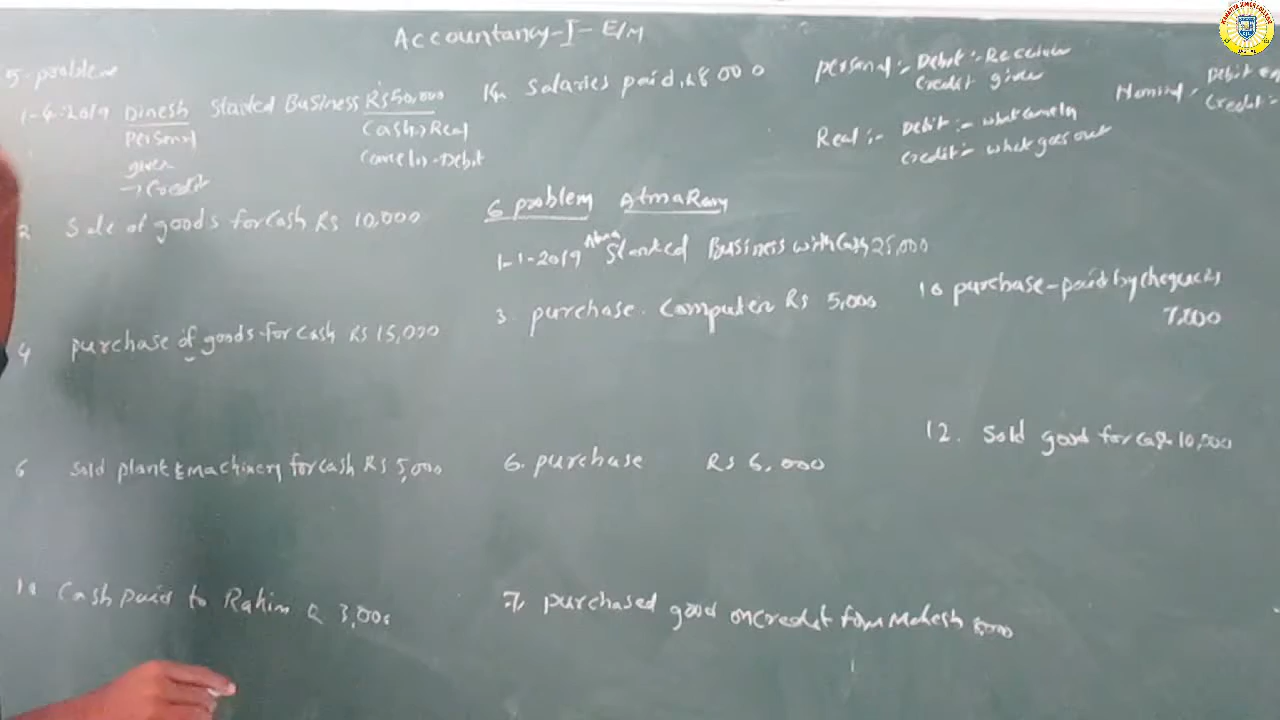 Accountancy-I- E/M
5. problem
1-4-2019 Dinesh Started Business Rs 50,000
Personal
given
→ Credit
Cash → Real
Comes In - Debit
2 Sale of goods for cash Rs 10,000
4 purchase of goods for cash Rs 15,000
6 Sold plant & machinery for cash Rs 5,000
10 Cash paid to Rahim Rs 3,000
14 Salaries paid Rs 8000
personal :- Debit :- Receiver
Credit giver
Real :- Debit :- what comes in
Credit :- what goes out
Nominal - Debit
Credit :-
6 problem AtmaRam
1-1-2019 Started Business with Cash 25,000
3. purchase. Computer Rs 5,000
6. purchase Rs 6,000
7, purchased good on credit from Mahesh
10 purchase - paid by cheque Rs
7,000
12. Sold good for cash 10,000